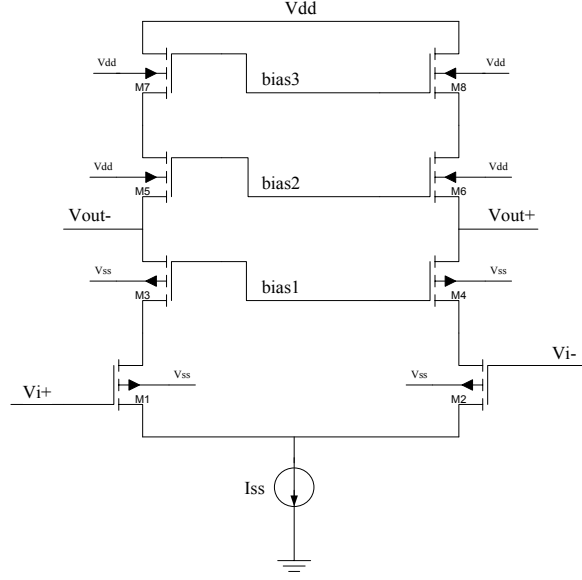 Vdd
Vdd
bias3
Vdd
M7
M8
Vdd
bias2
Vdd
M5
M6
Vout-
Vout+
Vss
bias1
Vss
M3
M4
Vi-
Vss
Vss
Vi+
M1
M2
Iss